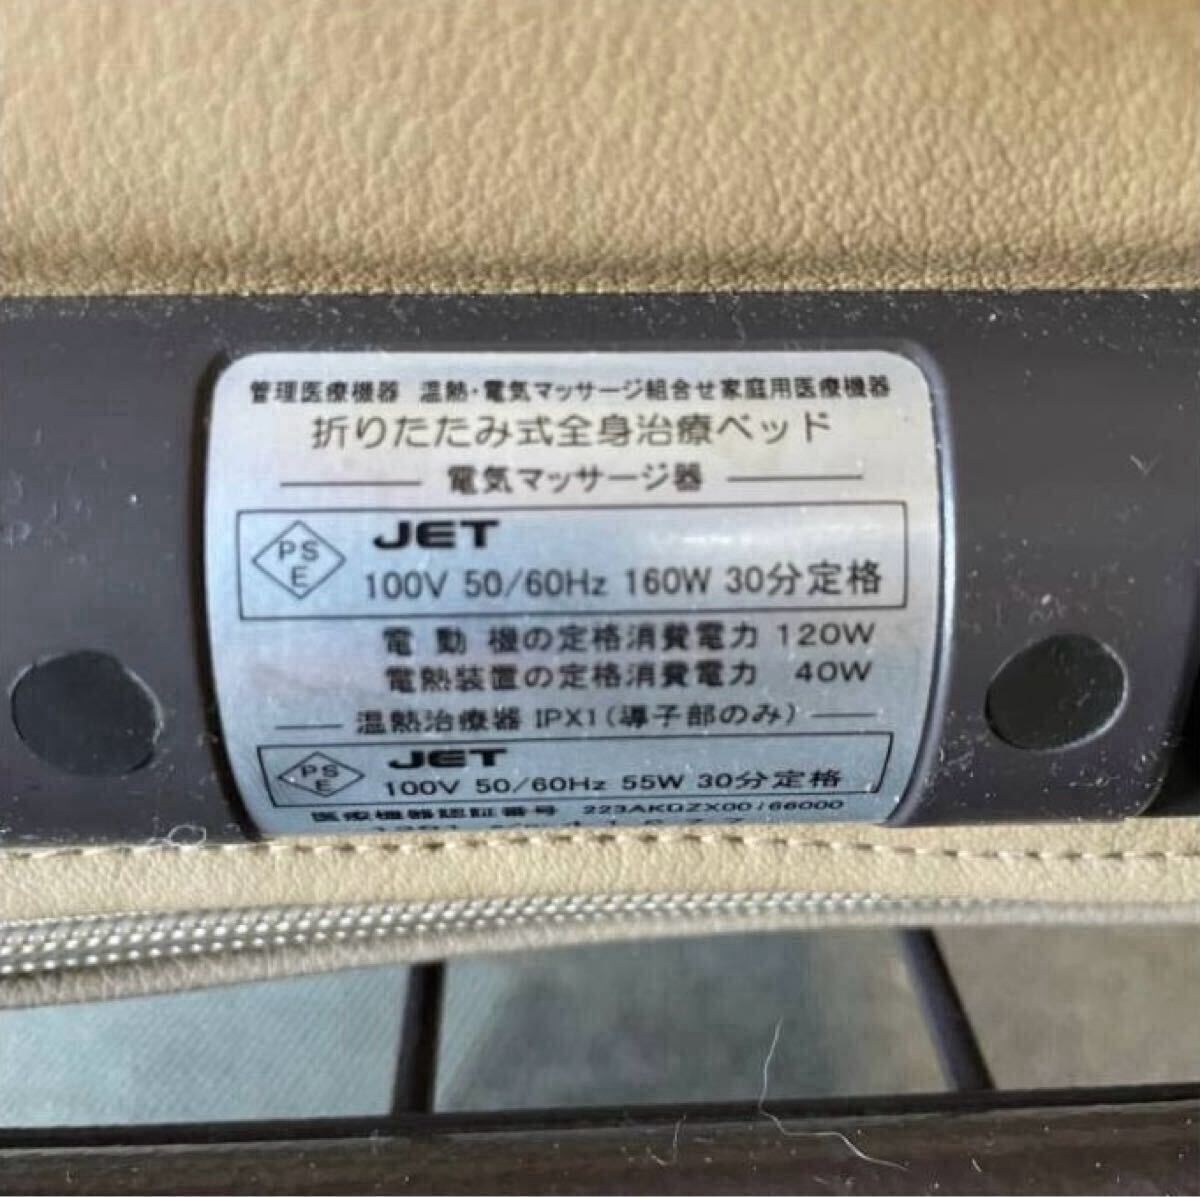 管理医療機器 温熱・電気マッサージ組合せ家庭用医療機器
折りたたみ式全身治療ベッド
電気マッサージ器
PS
E
JET
100V 50/60Hz 160W 30分定格
電 動 機の定格消費電力 120W
電熱装置の定格消費電力 40W
温熱治療器 IPX1(導子部のみ)
PS
E
JET
100V 50/60Hz 55W 30分定格
医療機器認証番号